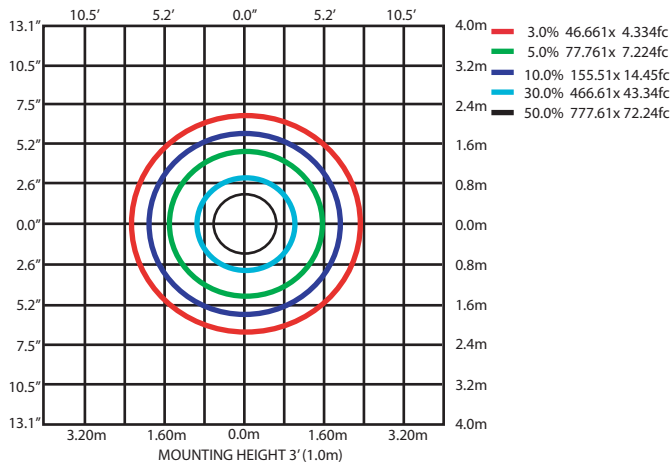 10.5' 5.2' 0.0" 5.2' 10.5'
13.1" 4.0m
10.5" 3.2m
7.5" 2.4m
5.2" 1.6m
2.6" 0.8m
0.0" 0.0m
2.6" 0.8m
5.2" 1.6m
7.5" 2.4m
10.5" 3.2m
13.1" 4.0m
3.0% 46.661x 4.334fc
5.0% 77.761x 7.224fc
10.0% 155.51x 14.45fc
30.0% 466.61x 43.34fc
50.0% 777.61x 72.24fc
3.20m 1.60m 0.0m 1.60m 3.20m
MOUNTING HEIGHT 3' (1.0m)